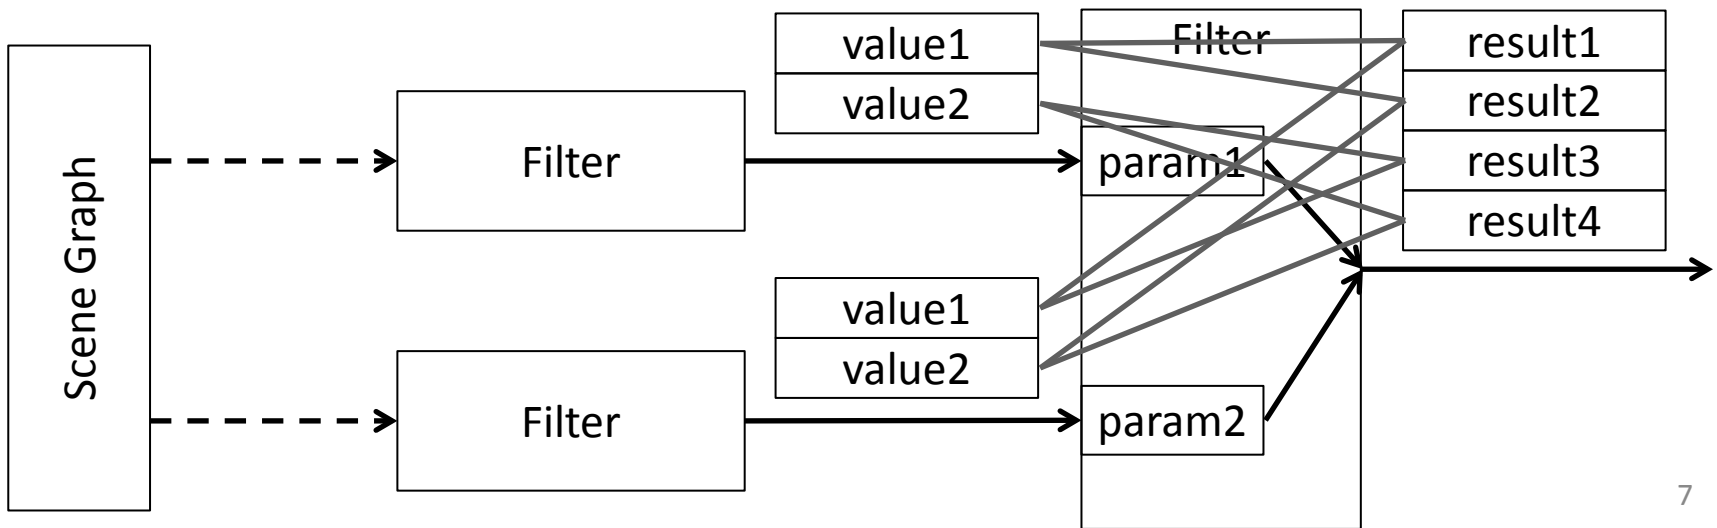 Scene Graph
Filter
Filter
value1
value2
value1
value2
Filter
param1
param2
result1
result2
result3
result4
7